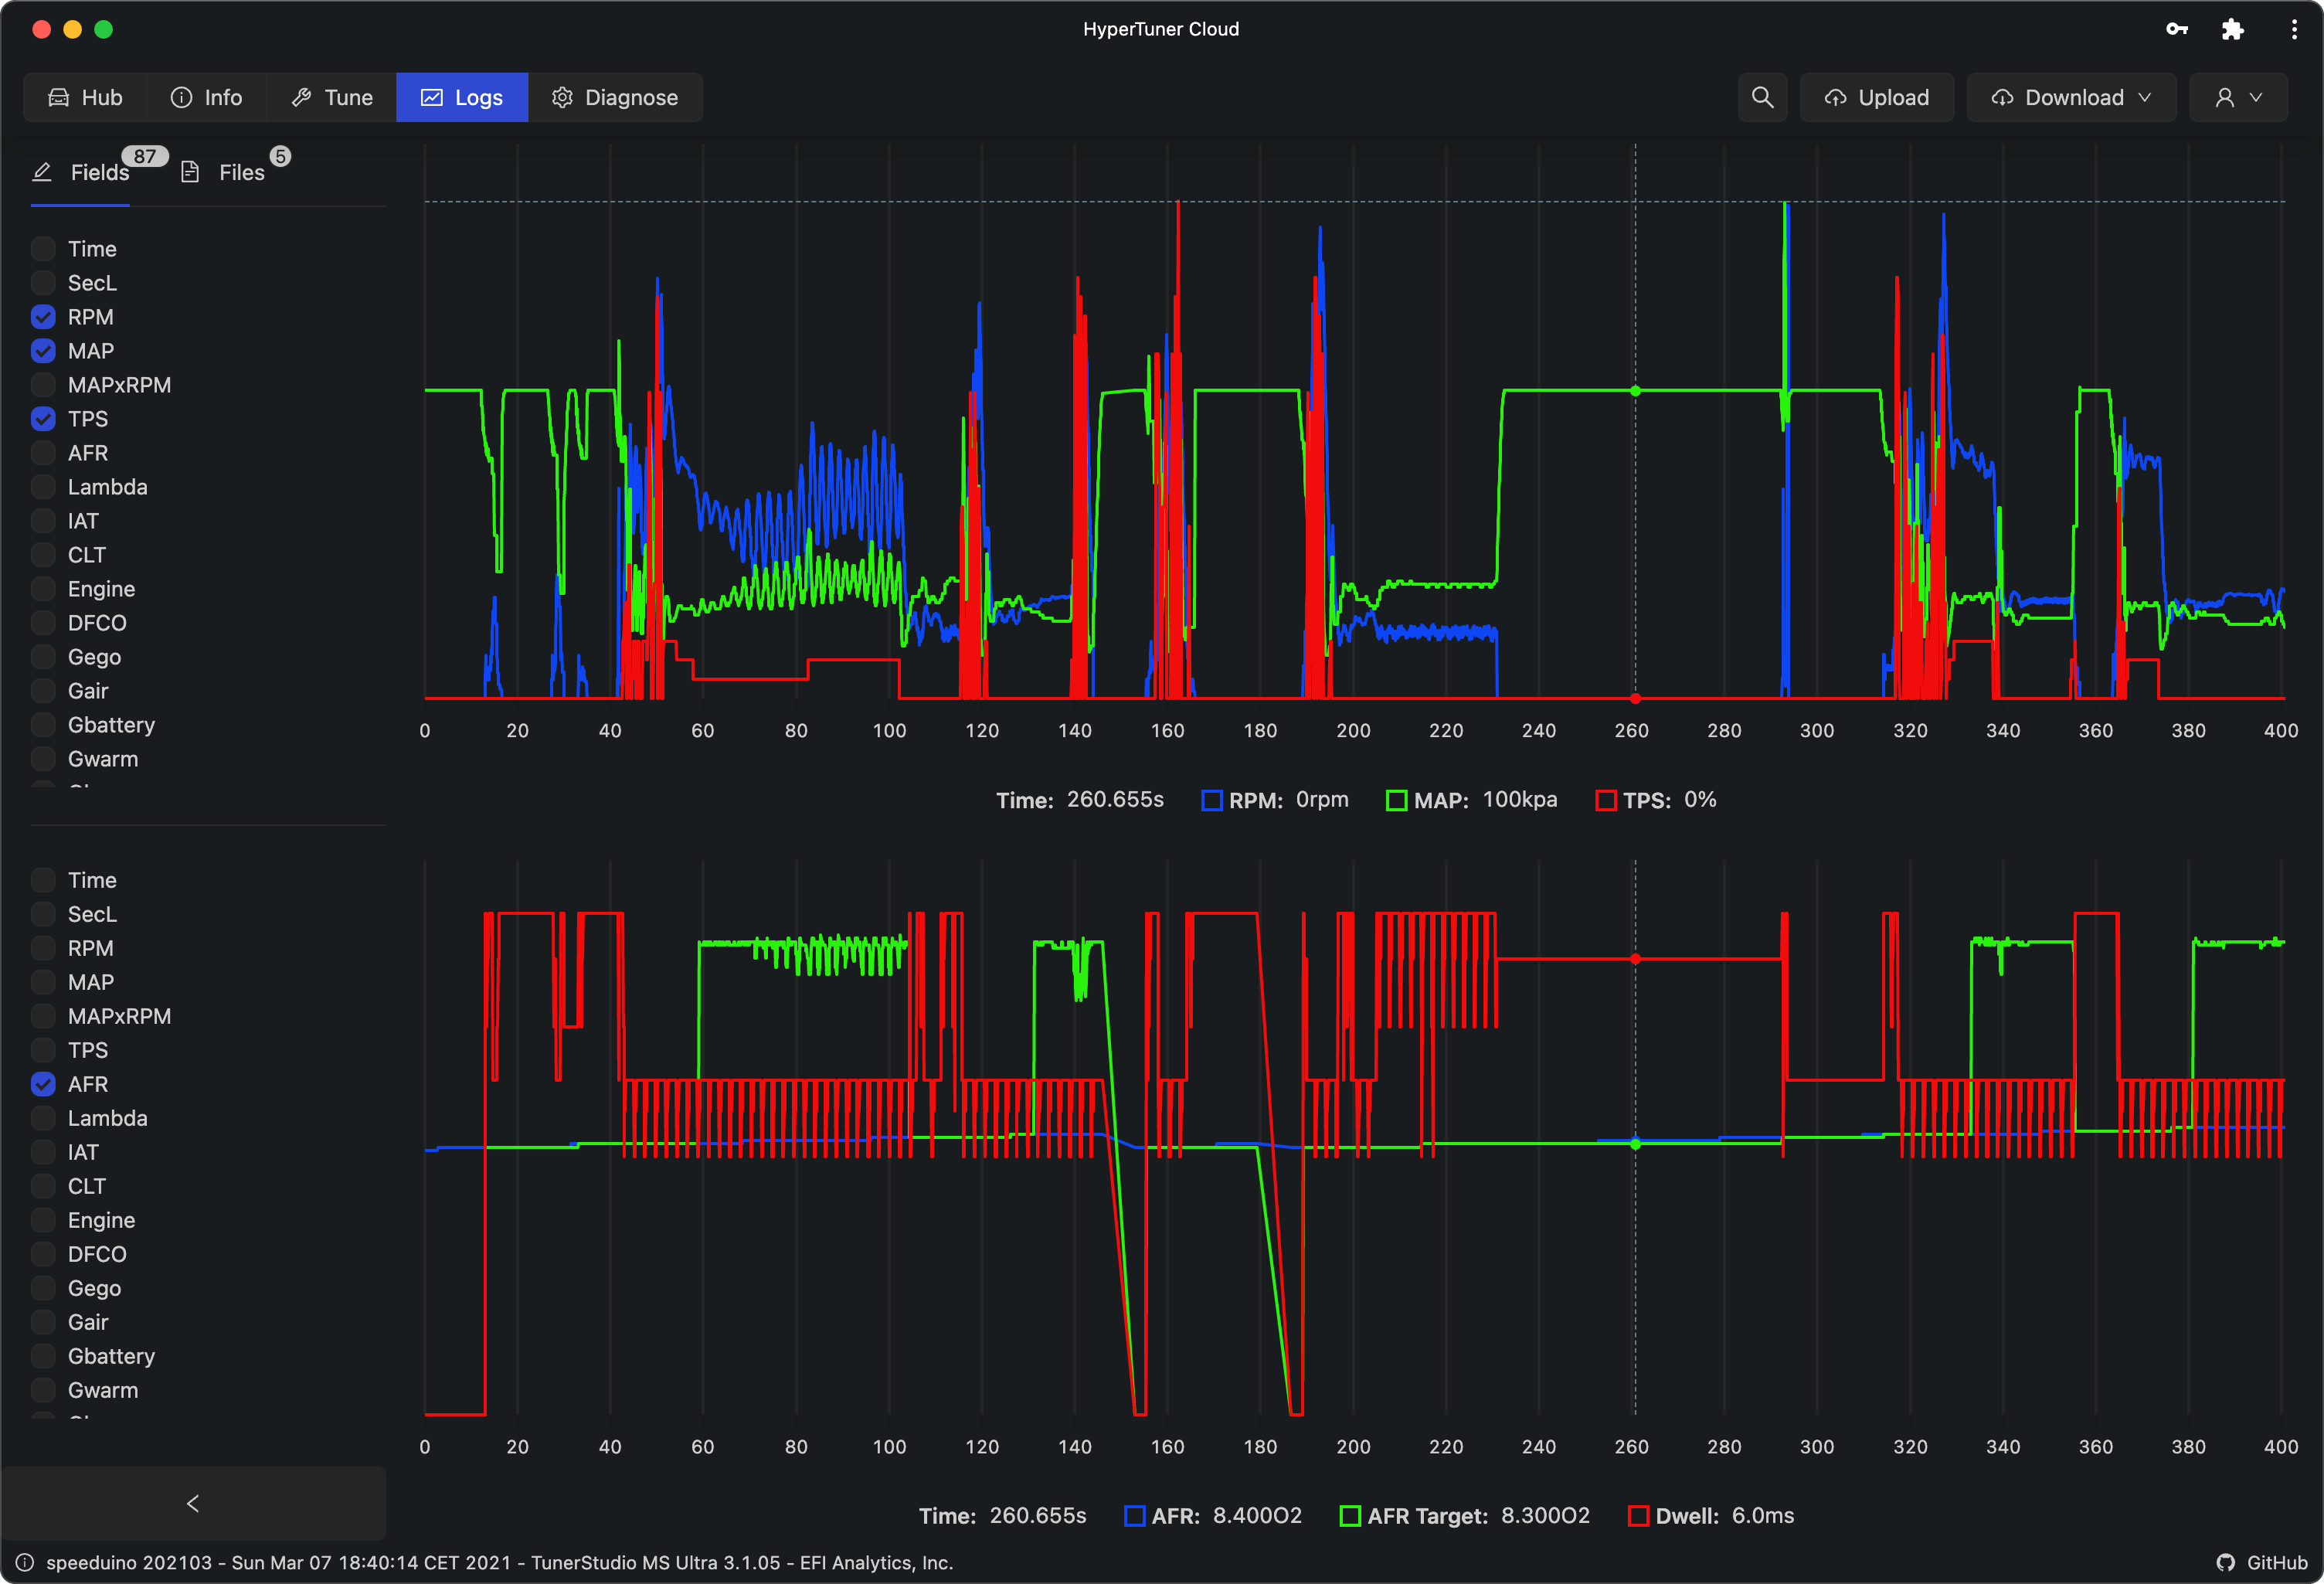 HyperTuner Cloud
Hub Info Tune Logs Diagnose Upload Download
Fields 87 Files 5
Time
SecL
RPM
MAP
MAPxRPM
TPS
AFR
Lambda
IAT
CLT
Engine
DFCO
Gego
Gair
Gbattery
Gwarm
0 20 40 60 80 100 120 140 160 180 200 220 240 260 280 300 320 340 360 380 400
Time: 260.655s RPM: 0rpm MAP: 100kpa TPS: 0%
Time
SecL
RPM
MAP
MAPxRPM
TPS
AFR
Lambda
IAT
CLT
Engine
DFCO
Gego
Gair
Gbattery
Gwarm
0 20 40 60 80 100 120 140 160 180 200 220 240 260 280 300 320 340 360 380 400
Time: 260.655s AFR: 8.400O2 AFR Target: 8.300O2 Dwell: 6.0ms
speeduino 202103 - Sun Mar 07 18:40:14 CET 2021 - TunerStudio MS Ultra 3.1.05 - EFI Analytics, Inc.
GitHub